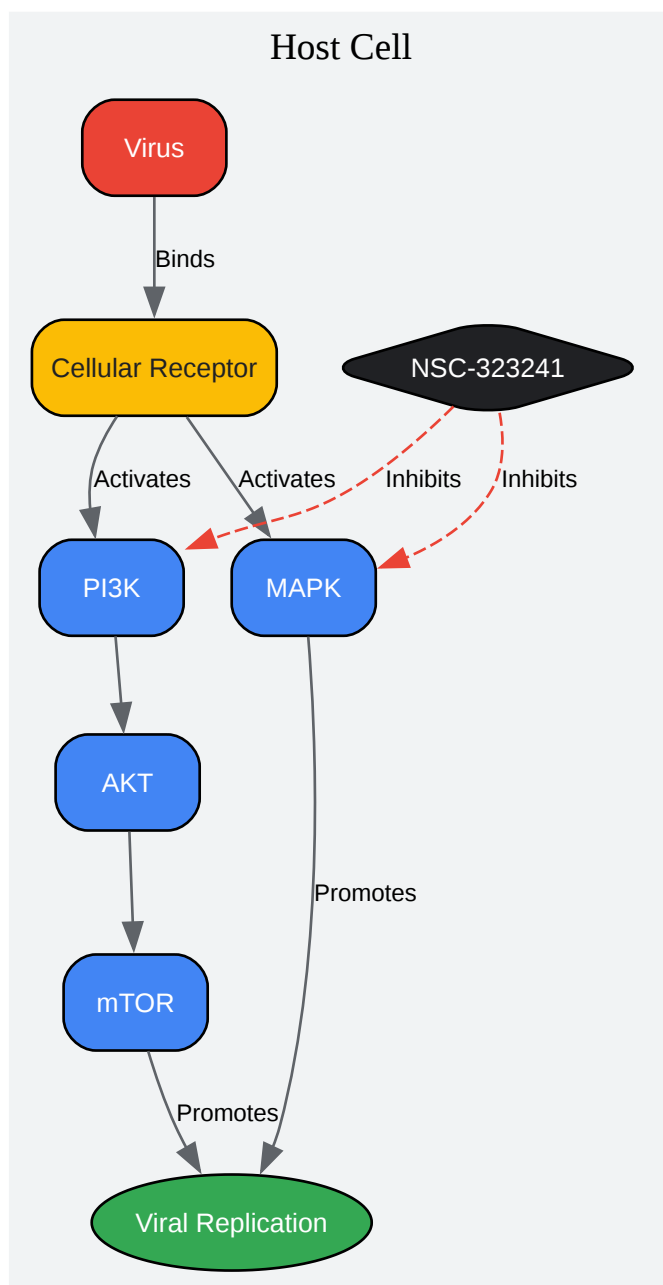 Host Cell
Virus
Binds
Cellular Receptor
NSC-323241
Activates
Activates
Inhibits
Inhibits
PI3K
MAPK
AKT
Promotes
mTOR
Promotes
Viral Replication